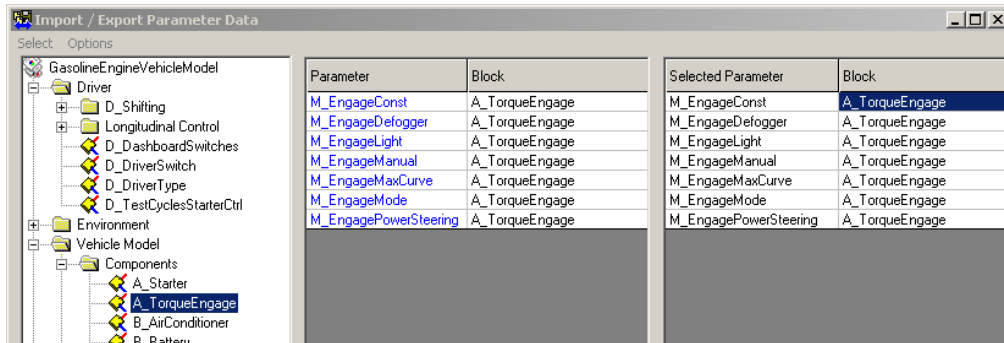 Import / Export Parameter Data
Select Options
GasolineEngineVehicleModel
Driver
D_Shifting
Longitudinal Control
D_DashboardSwitches
D_DriverSwitch
D_DriverType
D_TestCyclesStarterCtrl
Environment
Vehicle Model
Components
A_Starter
A_TorqueEngage
B_AirConditioner
B_Battery
Parameter Block
M_EngageConst A_TorqueEngage
M_EngageDefogger A_TorqueEngage
M_EngageLight A_TorqueEngage
M_EngageManual A_TorqueEngage
M_EngageMaxCurve A_TorqueEngage
M_EngageMode A_TorqueEngage
M_EngagePowerSteering A_TorqueEngage
Selected Parameter Block
M_EngageConst A_TorqueEngage
M_EngageDefogger A_TorqueEngage
M_EngageLight A_TorqueEngage
M_EngageManual A_TorqueEngage
M_EngageMaxCurve A_TorqueEngage
M_EngageMode A_TorqueEngage
M_EngagePowerSteering A_TorqueEngage